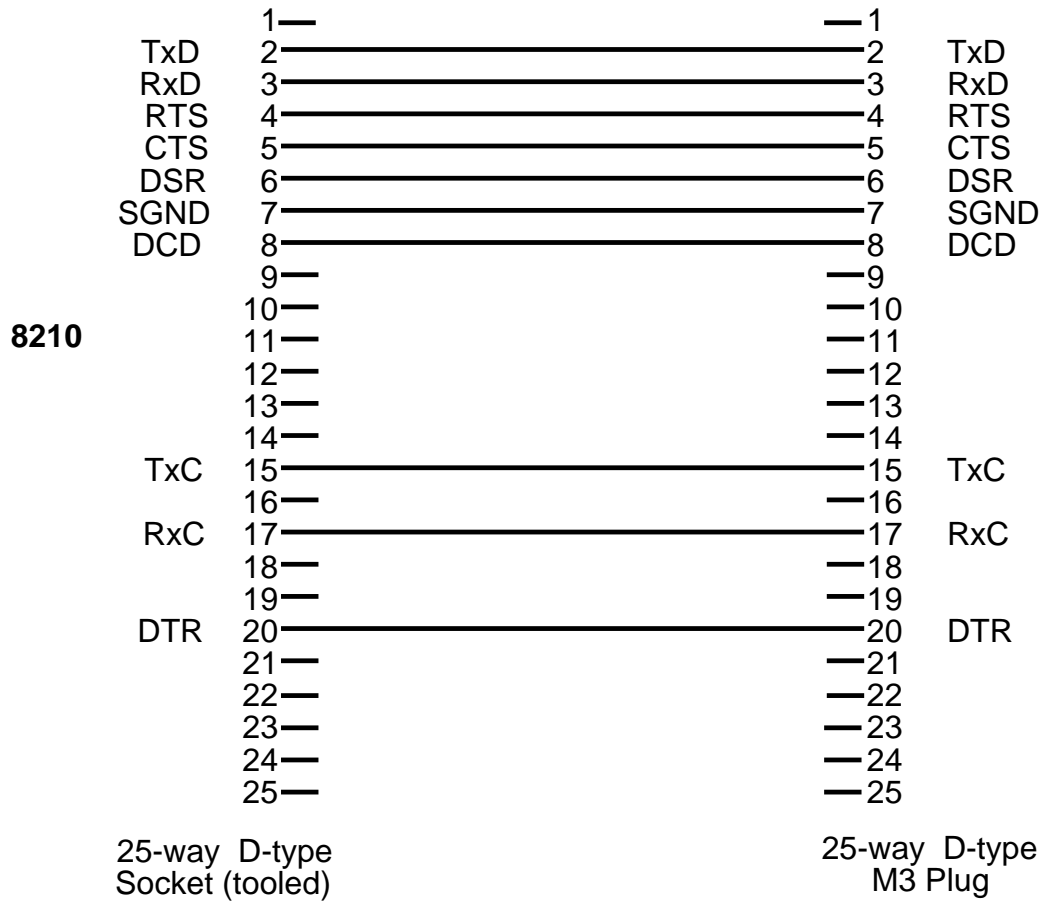 1 1
TxD 2 2 TxD
RxD 3 3 RxD
RTS 4 4 RTS
CTS 5 5 CTS
DSR 6 6 DSR
SGND 7 7 SGND
DCD 8 8 DCD
9 9
10 10
8210 11 11
12 12
13 13
14 14
TxC 15 15 TxC
16 16
RxC 17 17 RxC
18 18
19 19
DTR 20 20 DTR
21 21
22 22
23 23
24 24
25 25
25-way D-type 25-way D-type
Socket (tooled) M3 Plug